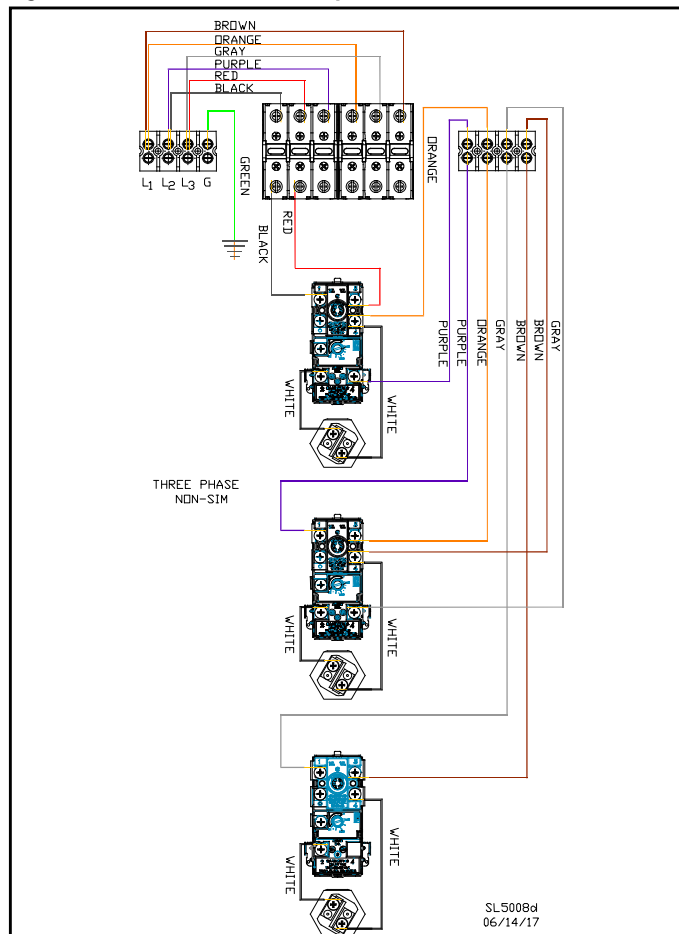 BROWN
ORANGE
GRAY
PURPLE
RED
BLACK
L1 L2 L3 G
GREEN
ORANGE
BLACK
RED
PURPLE
PURPLE
ORANGE
GRAY
BROWN
BROWN
GRAY
WHITE
WHITE
THREE PHASE
NON-SIM
WHITE
WHITE
WHITE
WHITE
SL5008d
06/14/17